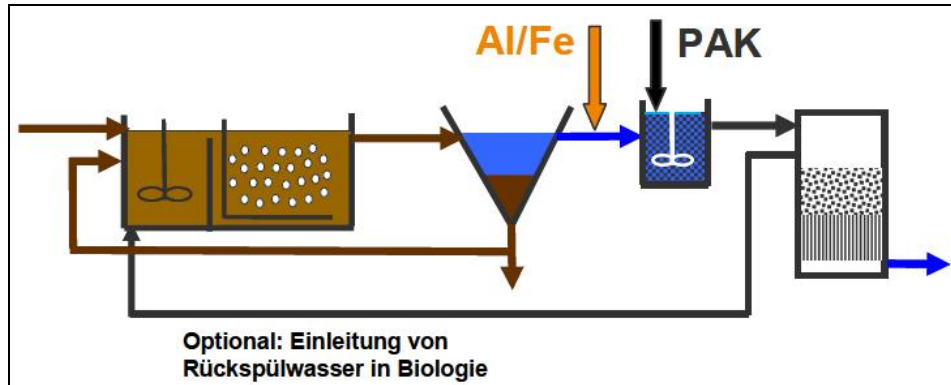 Al/Fe
PAK
Optional: Einleitung von
Rückspülwasser in Biologie